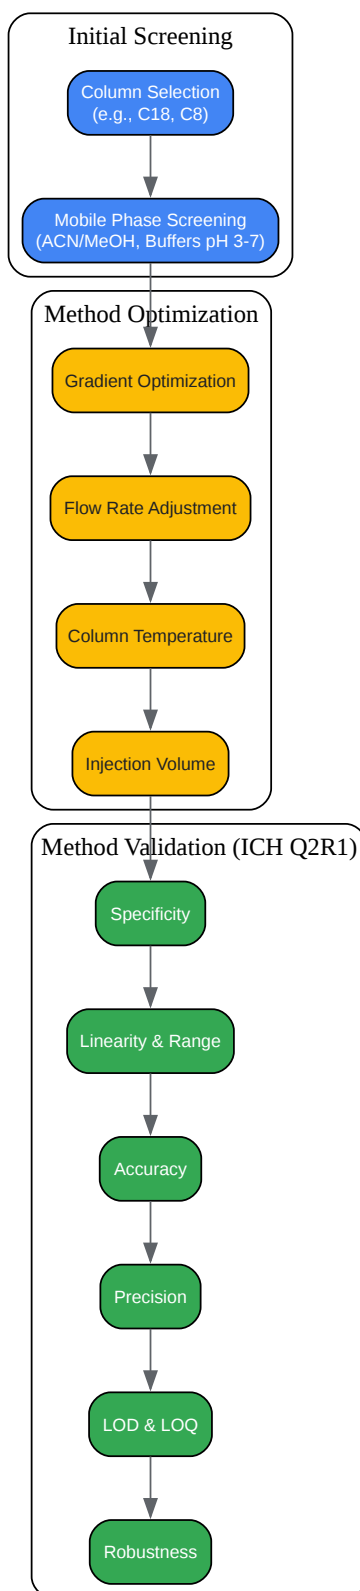 Initial Screening
Column Selection
(e.g., C18, C8)
Mobile Phase Screening
(ACN/MeOH, Buffers pH 3-7)
Method Optimization
Gradient Optimization
Flow Rate Adjustment
Column Temperature
Injection Volume
Method Validation (ICH Q2R1)
Specificity
Linearity & Range
Accuracy
Precision
LOD & LOQ
Robustness